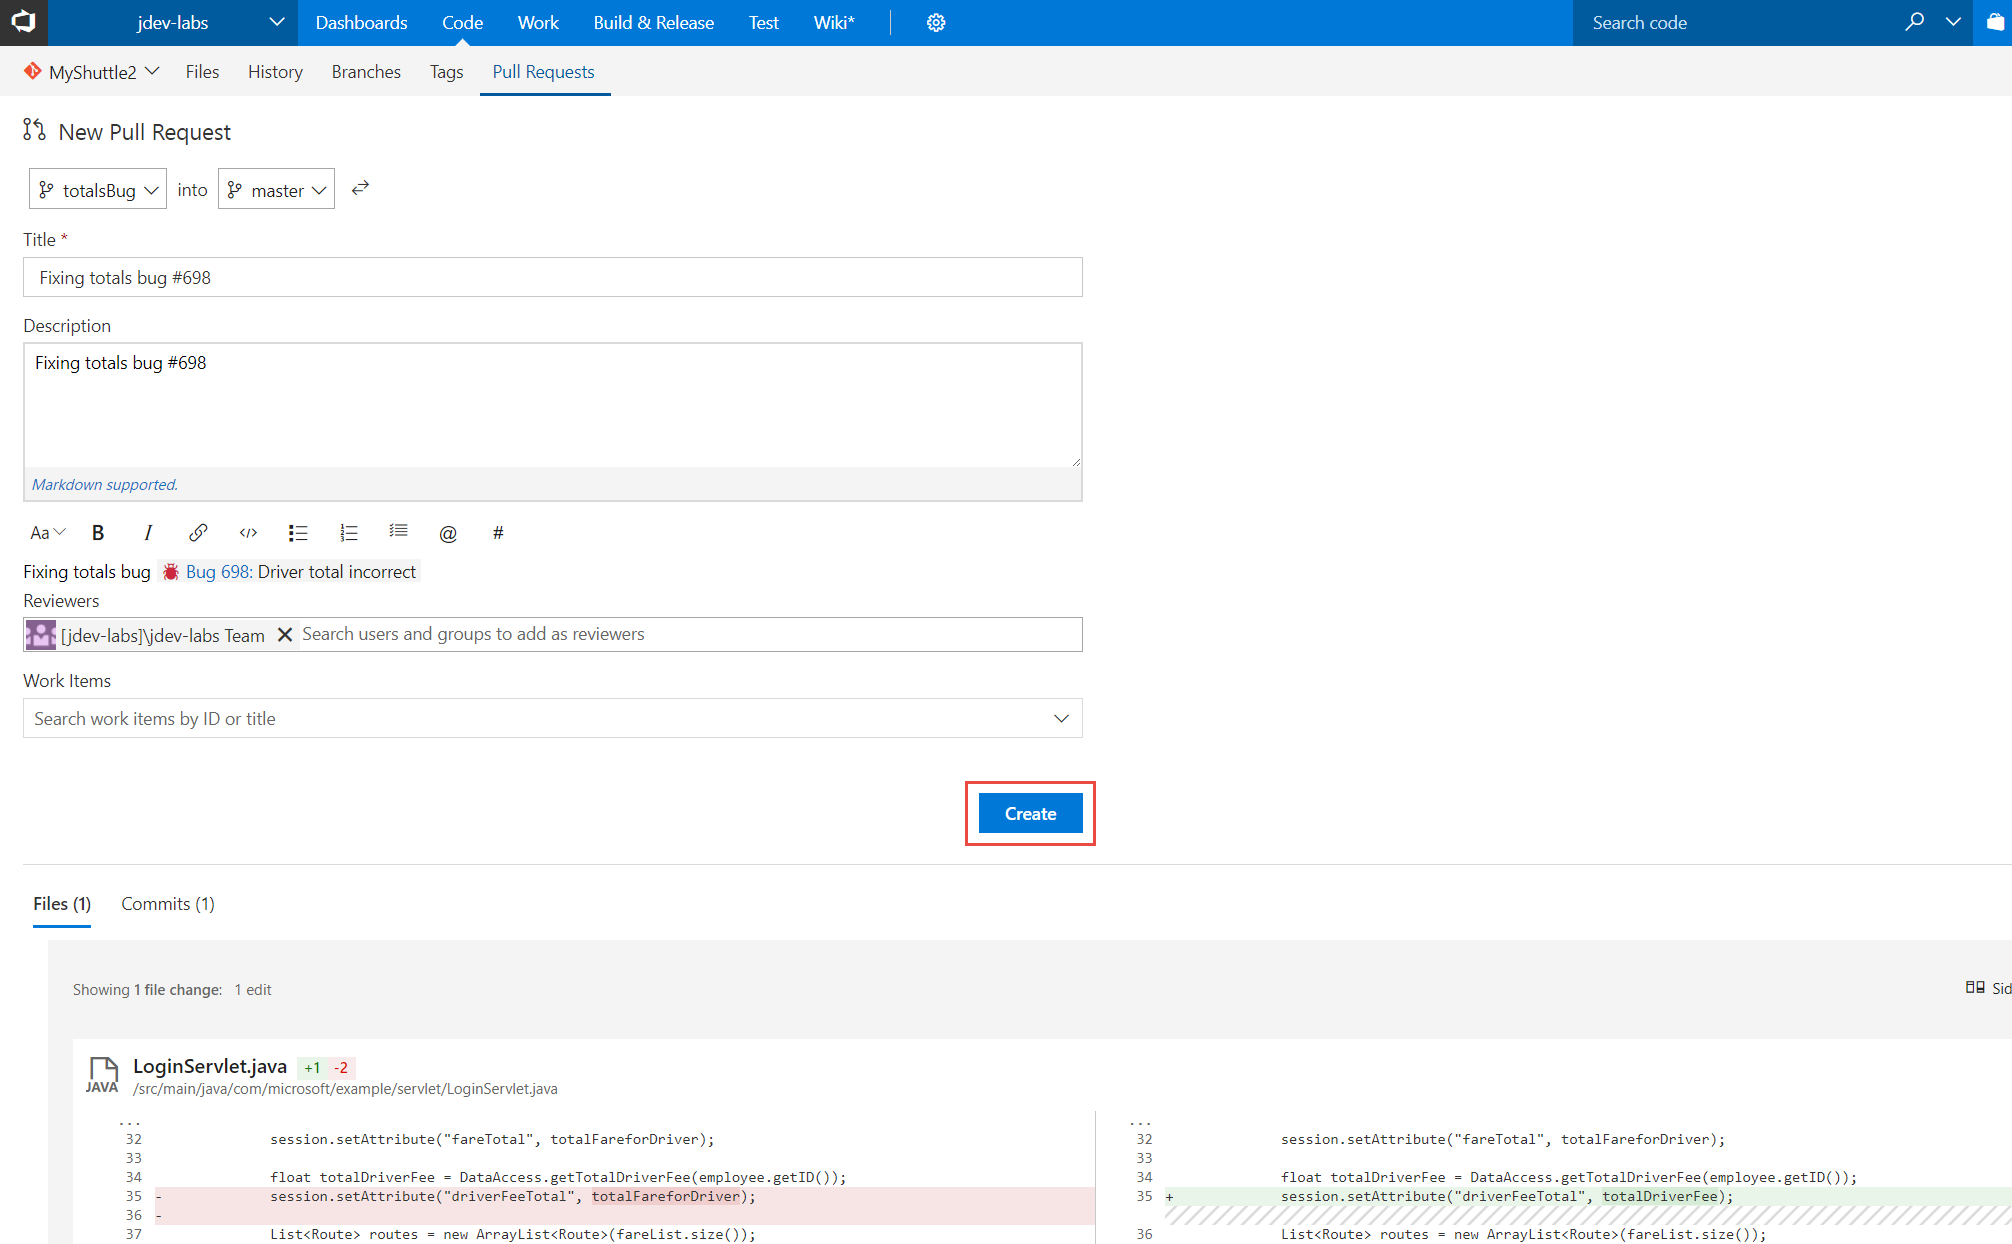 jdev-labs Dashboards Code Work Build & Release Test Wiki* Search code
MyShuttle2 Files History Branches Tags Pull Requests
New Pull Request
totalsBug into master
Title *
Fixing totals bug #698
Description
Fixing totals bug #698
Markdown supported.
Aa B I </> @ #
Fixing totals bug Bug 698: Driver total incorrect
Reviewers
[jdev-labs]\jdev-labs Team Search users and groups to add as reviewers
Work Items
Search work items by ID or title
Create
Files (1) Commits (1)
Showing 1 file change: 1 edit Sid
LoginServlet.java +1 -2
JAVA /src/main/java/com/microsoft/example/servlet/LoginServlet.java
... ...
32 session.setAttribute("fareTotal", totalFareforDriver); 32 session.setAttribute("fareTotal", totalFareforDriver);
33 33
34 float totalDriverFee = DataAccess.getTotalDriverFee(employee.getID()); 34 float totalDriverFee = DataAccess.getTotalDriverFee(employee.getID());
35 - session.setAttribute("driverFeeTotal", totalFareforDriver); 35 + session.setAttribute("driverFeeTotal", totalDriverFee);
36 -
37 List<Route> routes = new ArrayList<Route>(fareList.size()); 36 List<Route> routes = new ArrayList<Route>(fareList.size());